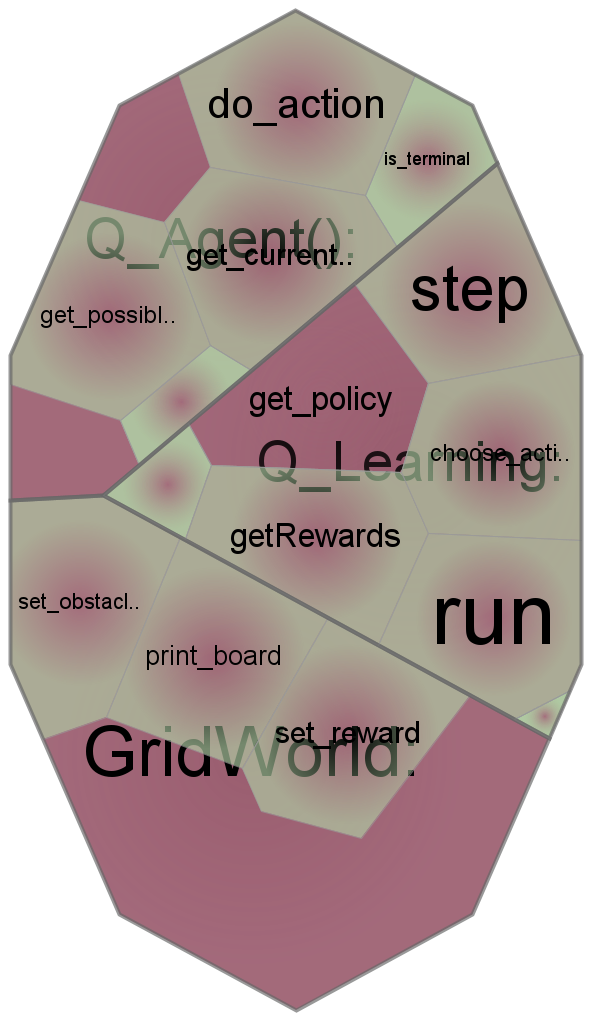 do_action
is_terminal
Q_Agent():
get_current..
step
get_possibl..
get_policy
choose_acti..
Q_Learning:
getRewards
set_obstacl..
run
print_board
set_reward
GridWorld: